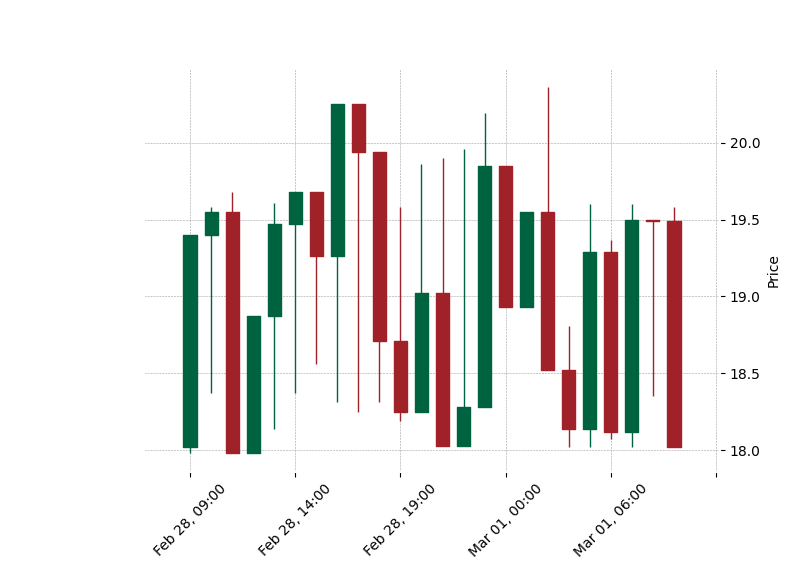 20.0
19.5
19.0
18.5
18.0
Price
Feb 28, 09:00
Feb 28, 14:00
Feb 28, 19:00
Mar 01, 00:00
Mar 01, 06:00